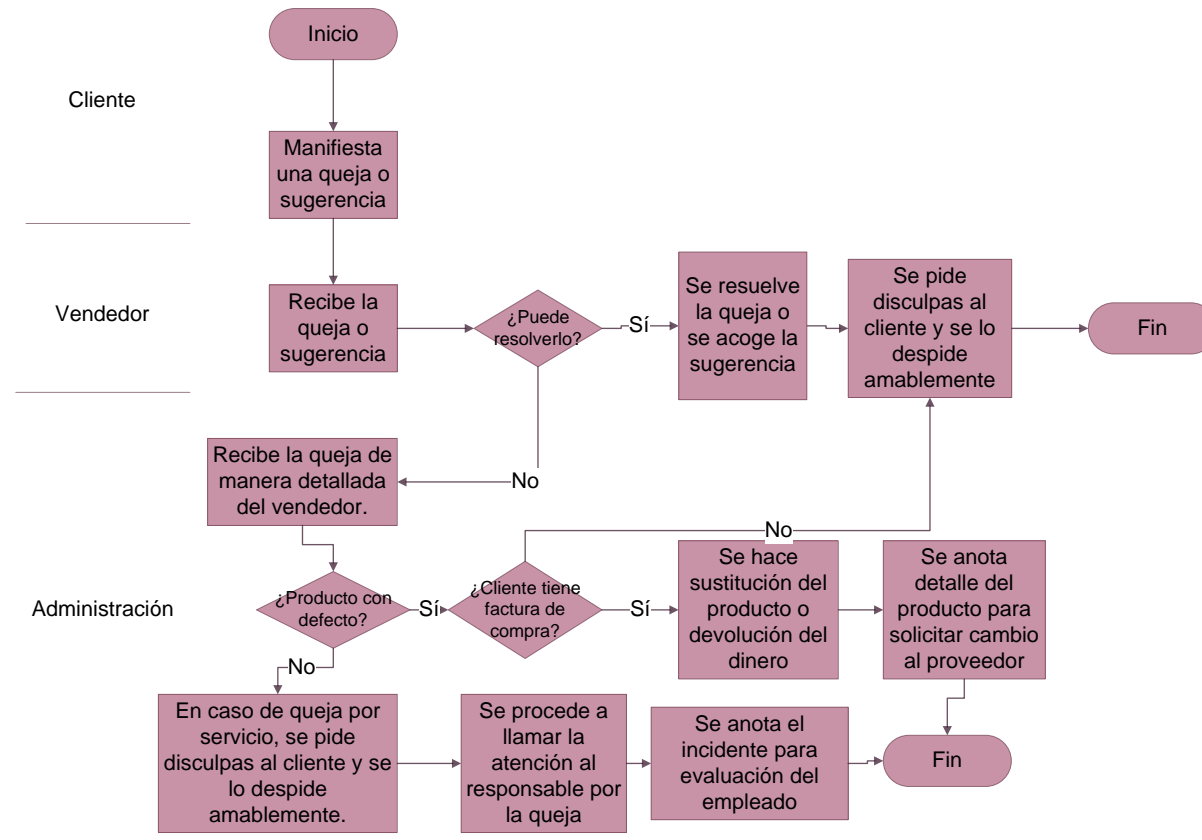 Inicio
Cliente
Manifiesta
una queja o
sugerencia
Vendedor
Recibe la
queja o
sugerencia
¿Puede
resolverlo?
Sí
Se resuelve
la queja o
se acoge la
sugerencia
Se pide
disculpas al
cliente y se lo
despide
amablemente
Fin
No
Recibe la queja de
manera detallada
del vendedor.
Administración
¿Producto con
defecto?
Sí
¿Cliente tiene
factura de
compra?
No
Sí
Se hace
sustitución del
producto o
devolución del
dinero
Se anota
detalle del
producto para
solicitar cambio
al proveedor
No
En caso de queja por
servicio, se pide
disculpas al cliente y se
lo despide
amablemente.
Se procede a
llamar la
atención al
responsable por
la queja
Se anota el
incidente para
evaluación del
empleado
Fin